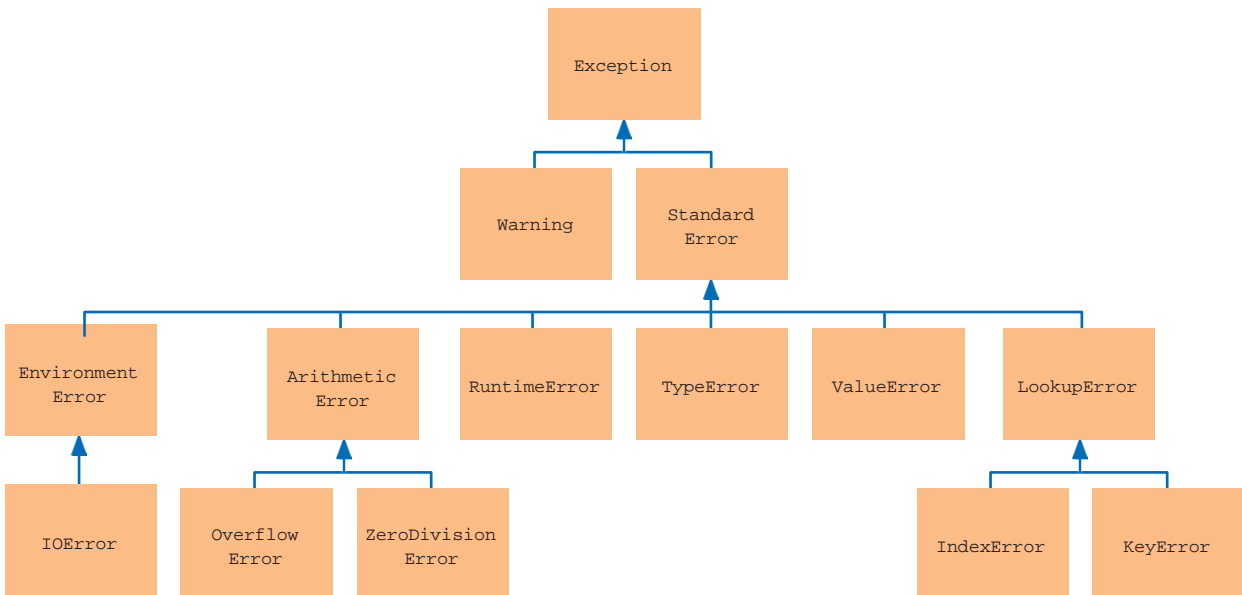 Exception
Warning
Standard
Error
Environment
Error
Arithmetic
Error
RuntimeError
TypeError
ValueError
LookupError
IOError
Overflow
Error
ZeroDivision
Error
IndexError
KeyError